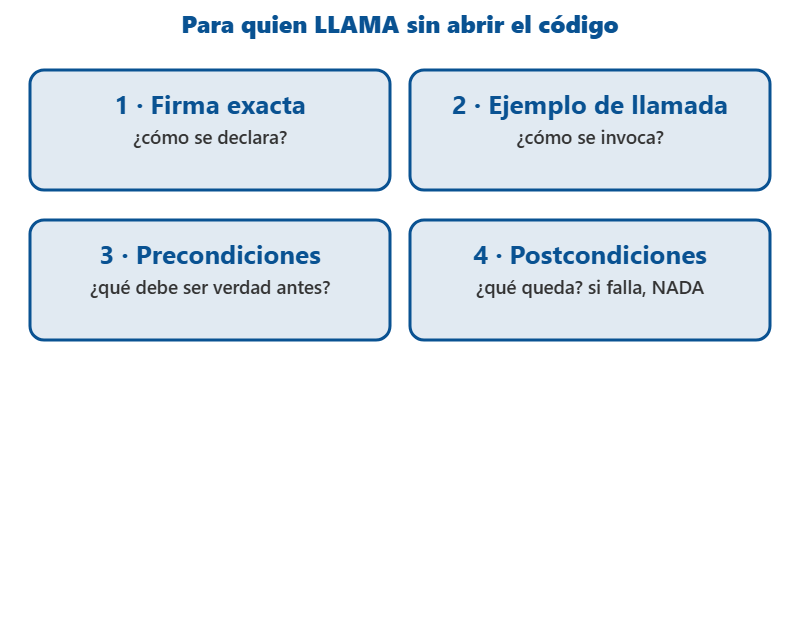 Para quien LLAMA sin abrir el código
1 · Firma exacta
¿cómo se declara?
2 · Ejemplo de llamada
¿cómo se invoca?
3 · Precondiciones
¿qué debe ser verdad antes?
4 · Postcondiciones
¿qué queda? si falla, NADA